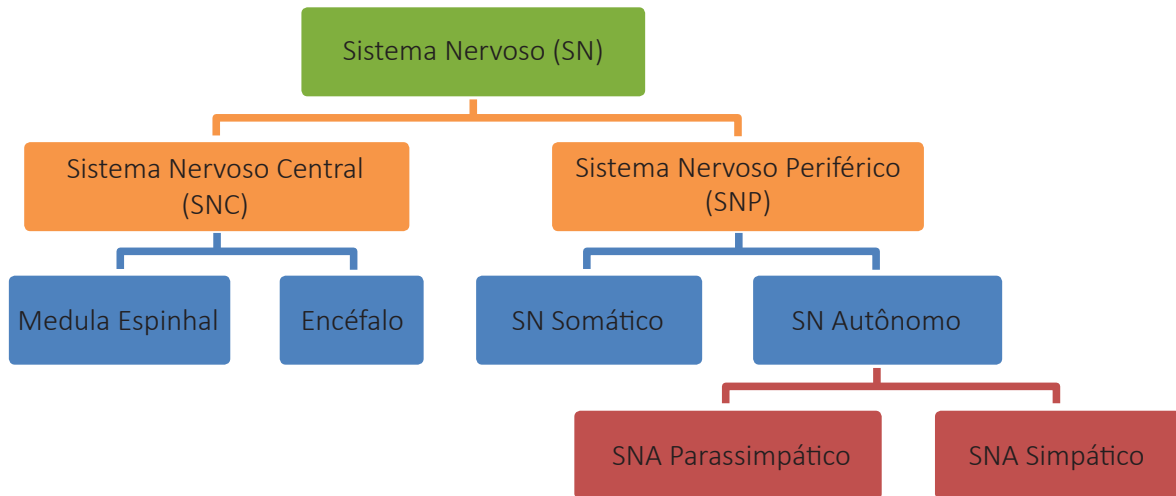 Sistema Nervoso (SN)
Sistema Nervoso Central
(SNC)
Sistema Nervoso Periférico
(SNP)
Medula Espinhal
Encéfalo
SN Somático
SN Autônomo
SNA Parassimpático
SNA Simpático